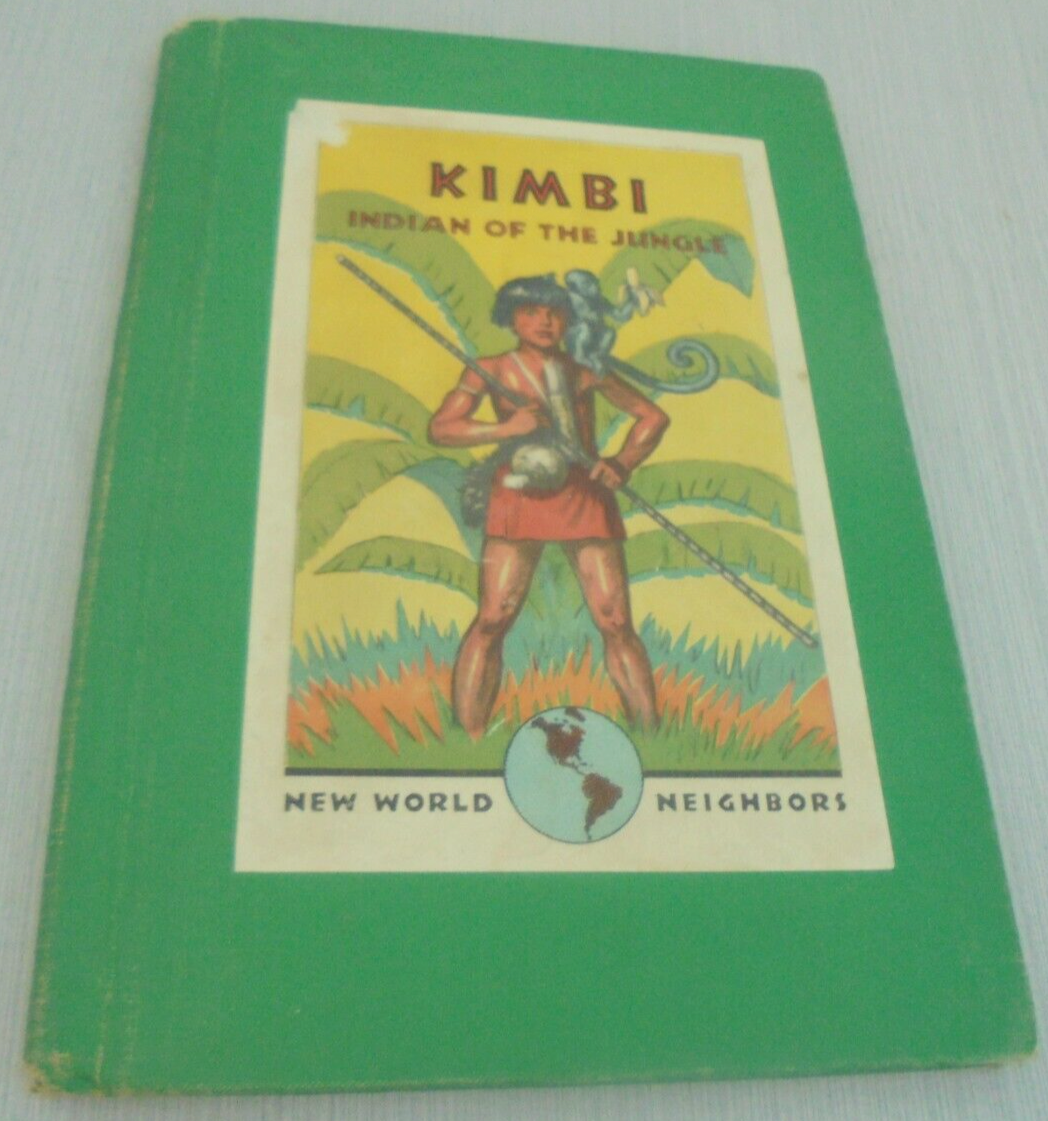 KIMBI
INDIAN OF THE JUNGLE
NEW WORLD NEIGHBORS